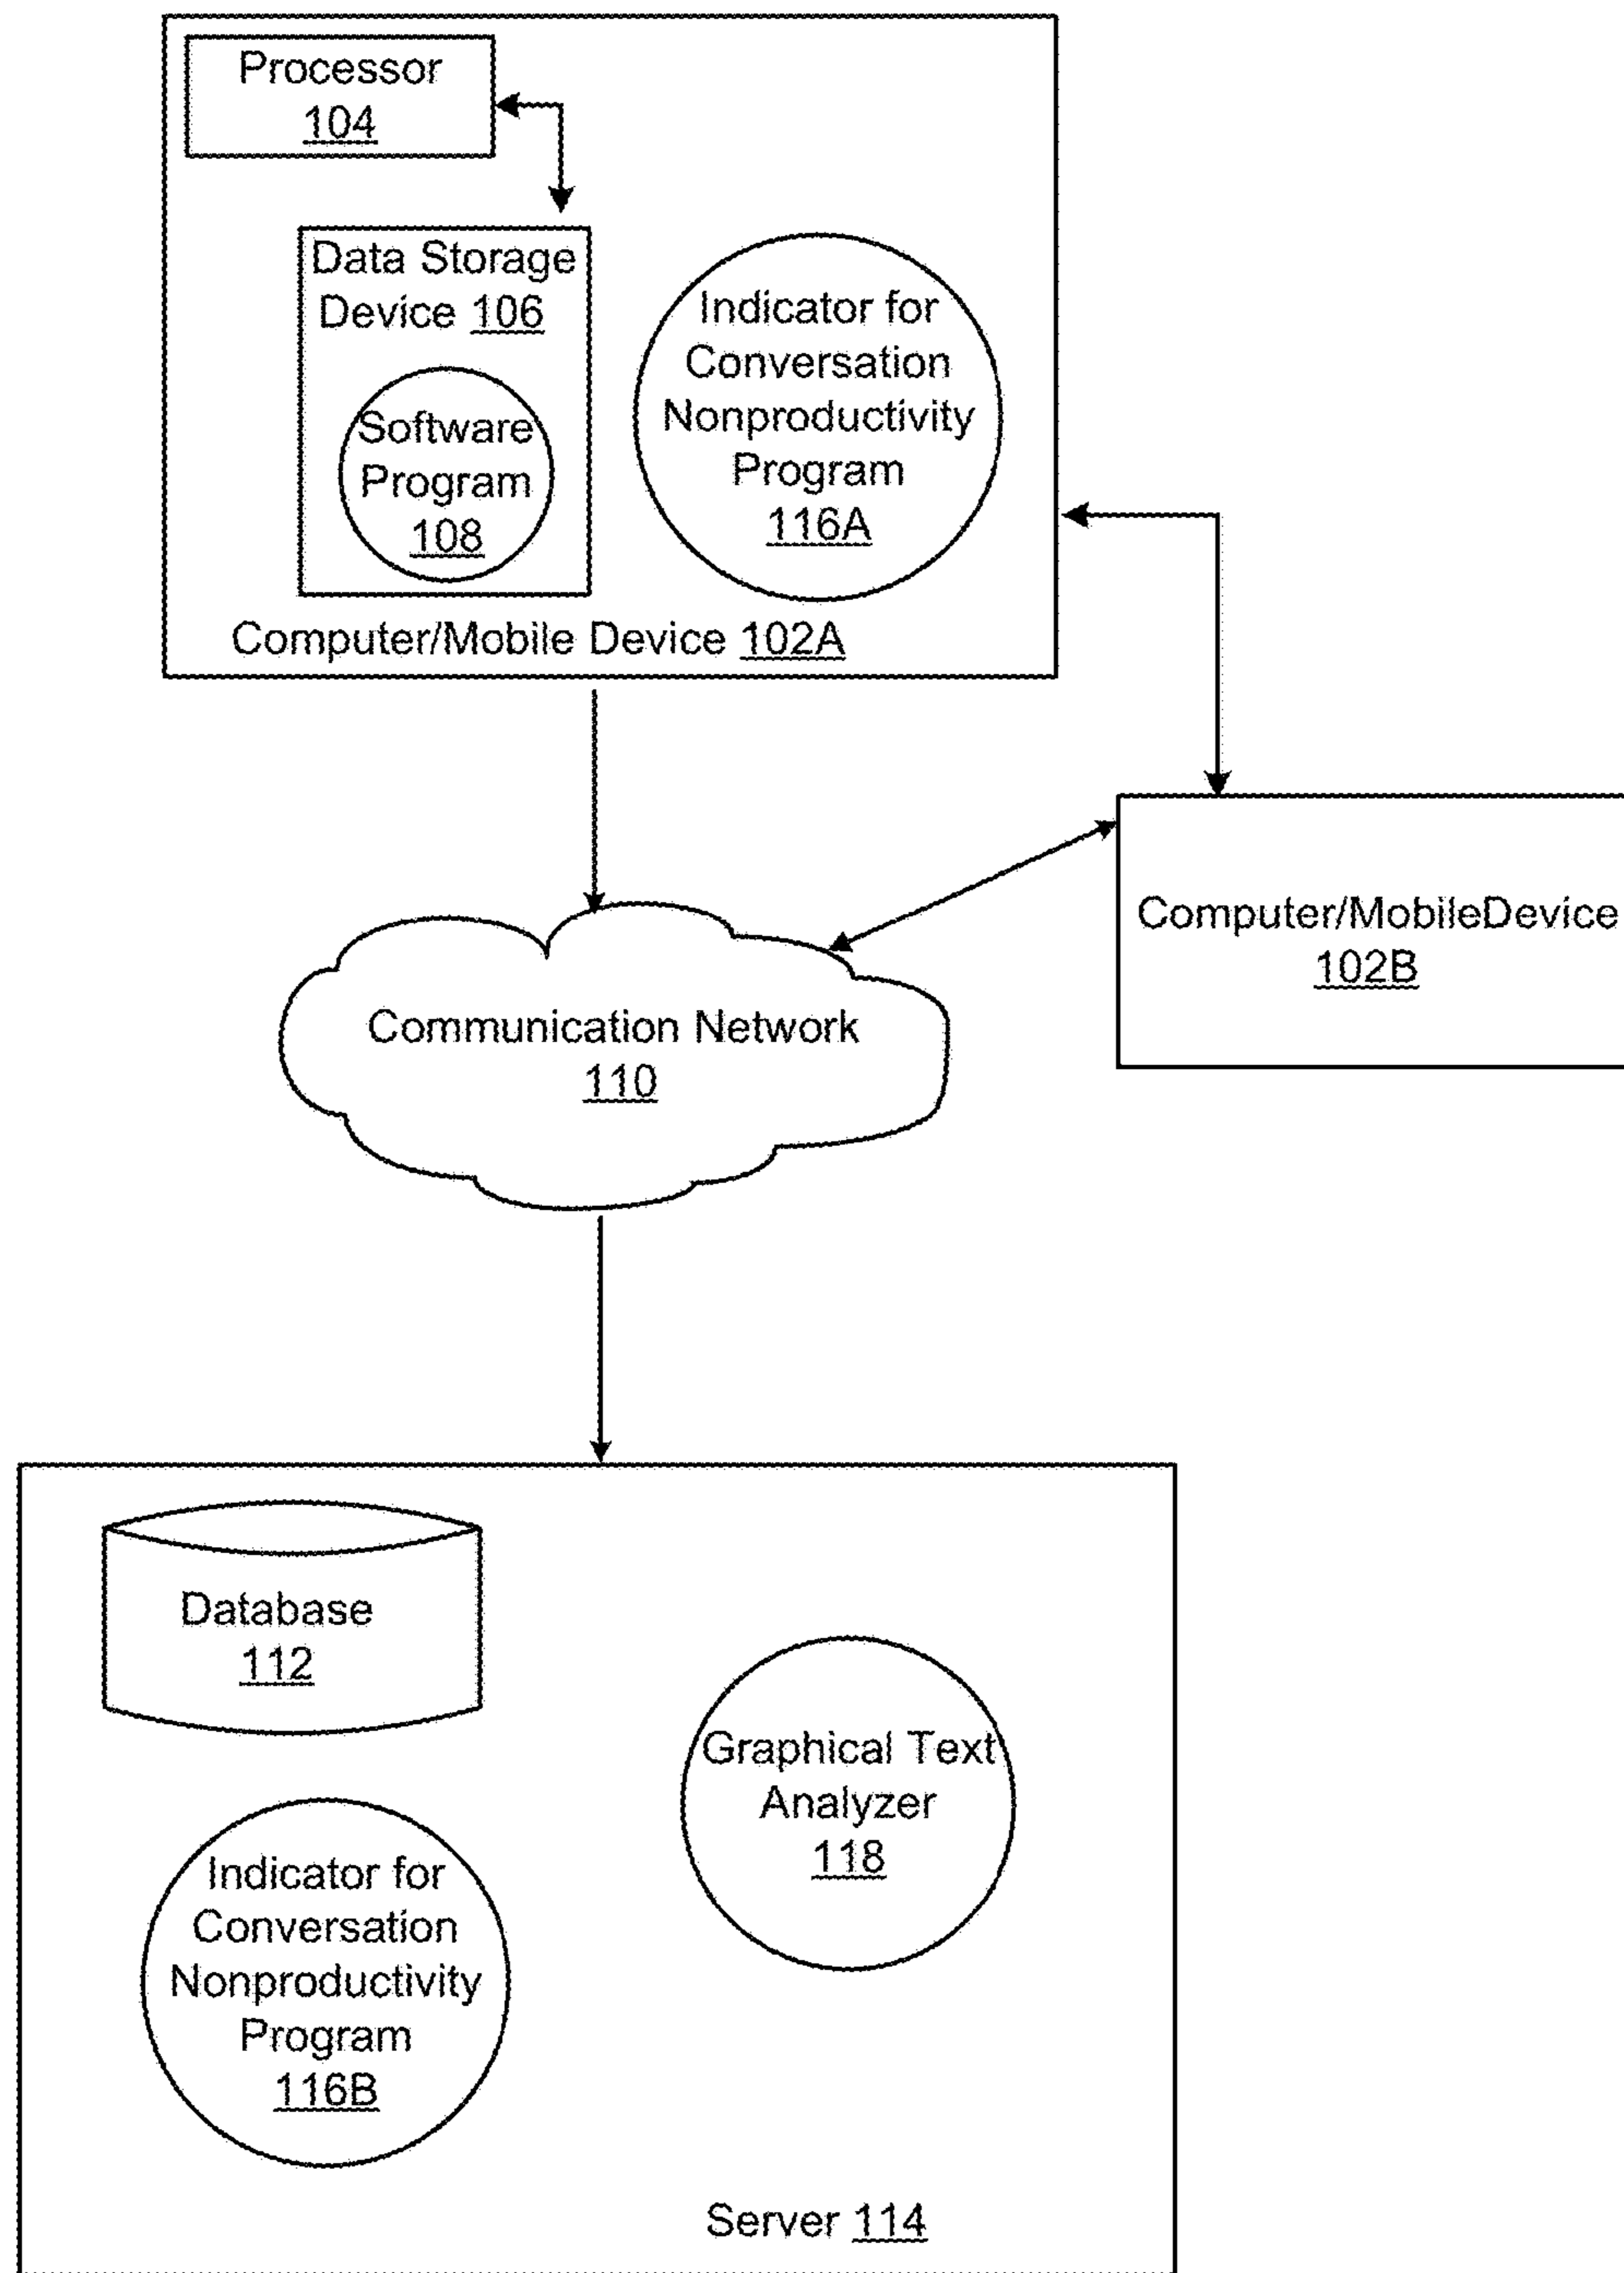 Processor
104
Data Storage
Device 106
Software
Program
108
Indicator for
Conversation
Nonproductivity
Program
116A
Computer/Mobile Device 102A
Computer/MobileDevice
102B
Communication Network
110
Database
112
Graphical Text
Analyzer
118
Indicator for
Conversation
Nonproductivity
Program
116B
Server 114